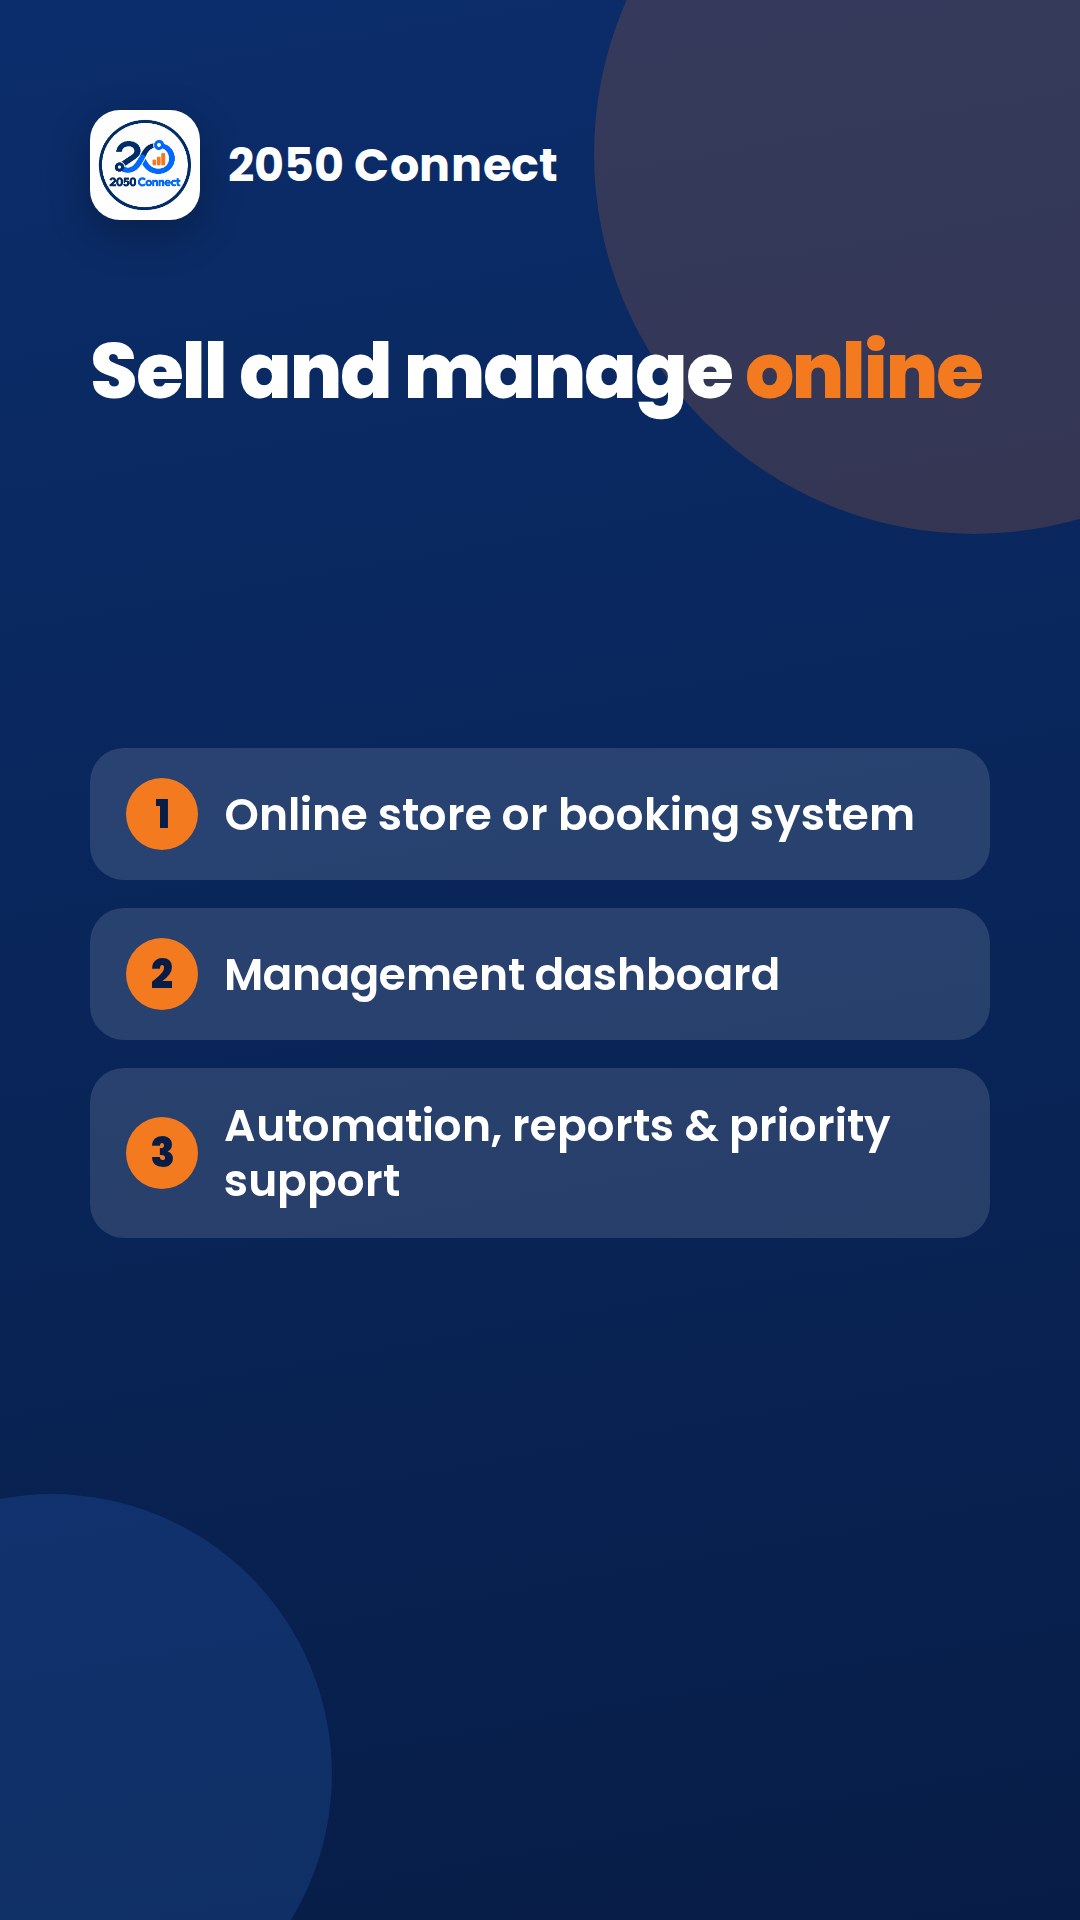 2050 Connect
2050 Connect
Sell and manage online
1 Online store or booking system
2 Management dashboard
3 Automation, reports & priority
support